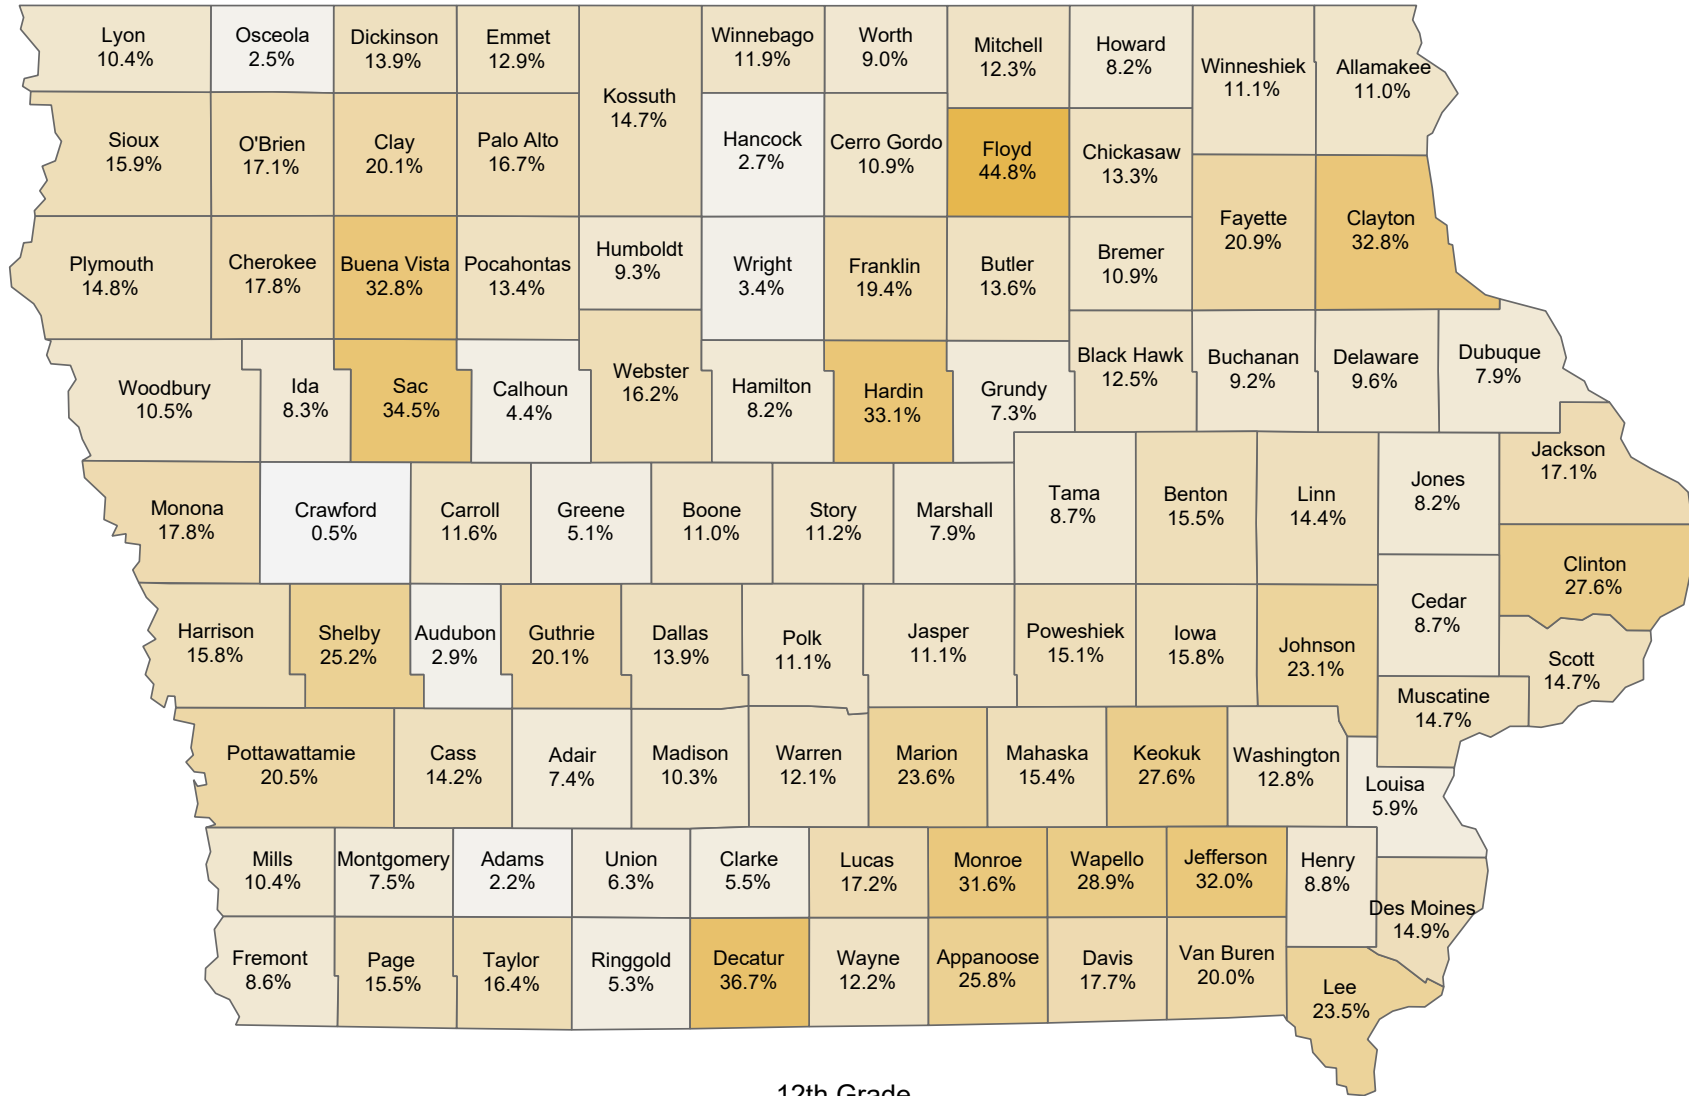 Lyon
10.4%
Osceola
2.5%
Dickinson
13.9%
Emmet
12.9%
Kossuth
14.7%
Winnebago
11.9%
Worth
9.0%
Mitchell
12.3%
Howard
8.2%
Winneshiek
11.1%
Allamakee
11.0%
Sioux
15.9%
O'Brien
17.1%
Clay
20.1%
Palo Alto
16.7%
Hancock
2.7%
Cerro Gordo
10.9%
Floyd
44.8%
Chickasaw
13.3%
Fayette
20.9%
Clayton
32.8%
Plymouth
14.8%
Cherokee
17.8%
Buena Vista
32.8%
Pocahontas
13.4%
Humboldt
9.3%
Wright
3.4%
Franklin
19.4%
Butler
13.6%
Bremer
10.9%
Woodbury
10.5%
Ida
8.3%
Sac
34.5%
Calhoun
4.4%
Webster
16.2%
Hamilton
8.2%
Hardin
33.1%
Grundy
7.3%
Black Hawk
12.5%
Buchanan
9.2%
Delaware
9.6%
Dubuque
7.9%
Jackson
17.1%
Monona
17.8%
Crawford
0.5%
Carroll
11.6%
Greene
5.1%
Boone
11.0%
Story
11.2%
Marshall
7.9%
Tama
8.7%
Benton
15.5%
Linn
14.4%
Jones
8.2%
Clinton
27.6%
Cedar
8.7%
Harrison
15.8%
Shelby
25.2%
Audubon
2.9%
Guthrie
20.1%
Dallas
13.9%
Polk
11.1%
Jasper
11.1%
Poweshiek
15.1%
Iowa
15.8%
Johnson
23.1%
Scott
14.7%
Muscatine
14.7%
Pottawattamie
20.5%
Cass
14.2%
Adair
7.4%
Madison
10.3%
Warren
12.1%
Marion
23.6%
Mahaska
15.4%
Keokuk
27.6%
Washington
12.8%
Louisa
5.9%
Mills
10.4%
Montgomery
7.5%
Adams
2.2%
Union
6.3%
Clarke
5.5%
Lucas
17.2%
Monroe
31.6%
Wapello
28.9%
Jefferson
32.0%
Henry
8.8%
Des Moines
14.9%
Fremont
8.6%
Page
15.5%
Taylor
16.4%
Ringgold
5.3%
Decatur
36.7%
Wayne
12.2%
Appanoose
25.8%
Davis
17.7%
Van Buren
20.0%
Lee
23.5%
12th Grade